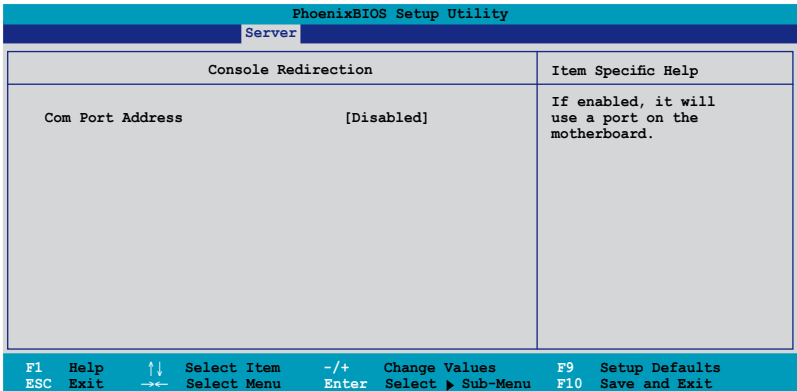 PhoenixBIOS Setup Utility
Server
Console Redirection
Item Specific Help
Com Port Address [Disabled]
If enabled, it will
use a port on the
motherboard.
F1 Help ↑↓ Select Item -/+ Change Values F9 Setup Defaults
ESC Exit →← Select Menu Enter Select ▶ Sub-Menu F10 Save and Exit